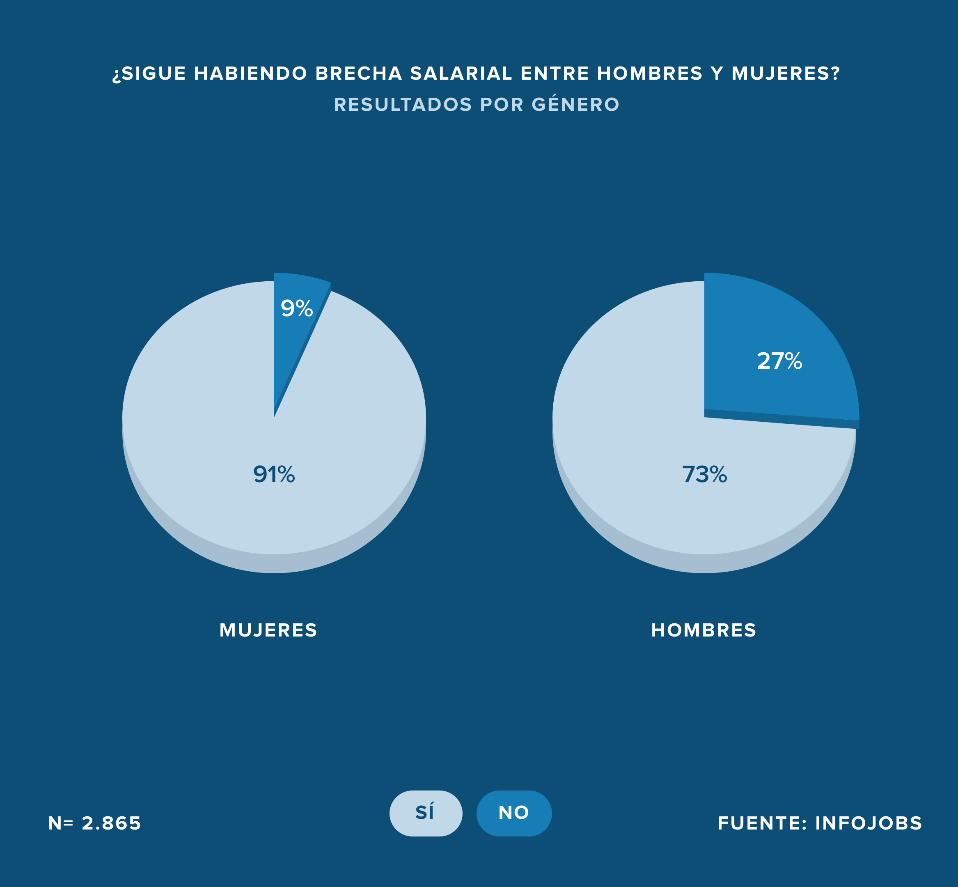 ¿SIGUE HABIENDO BRECHA SALARIAL ENTRE HOMBRES Y MUJERES?
RESULTADOS POR GÉNERO
9%
91%
27%
73%
MUJERES
HOMBRES
N= 2.865
SÍ
NO
FUENTE: INFOJOBS